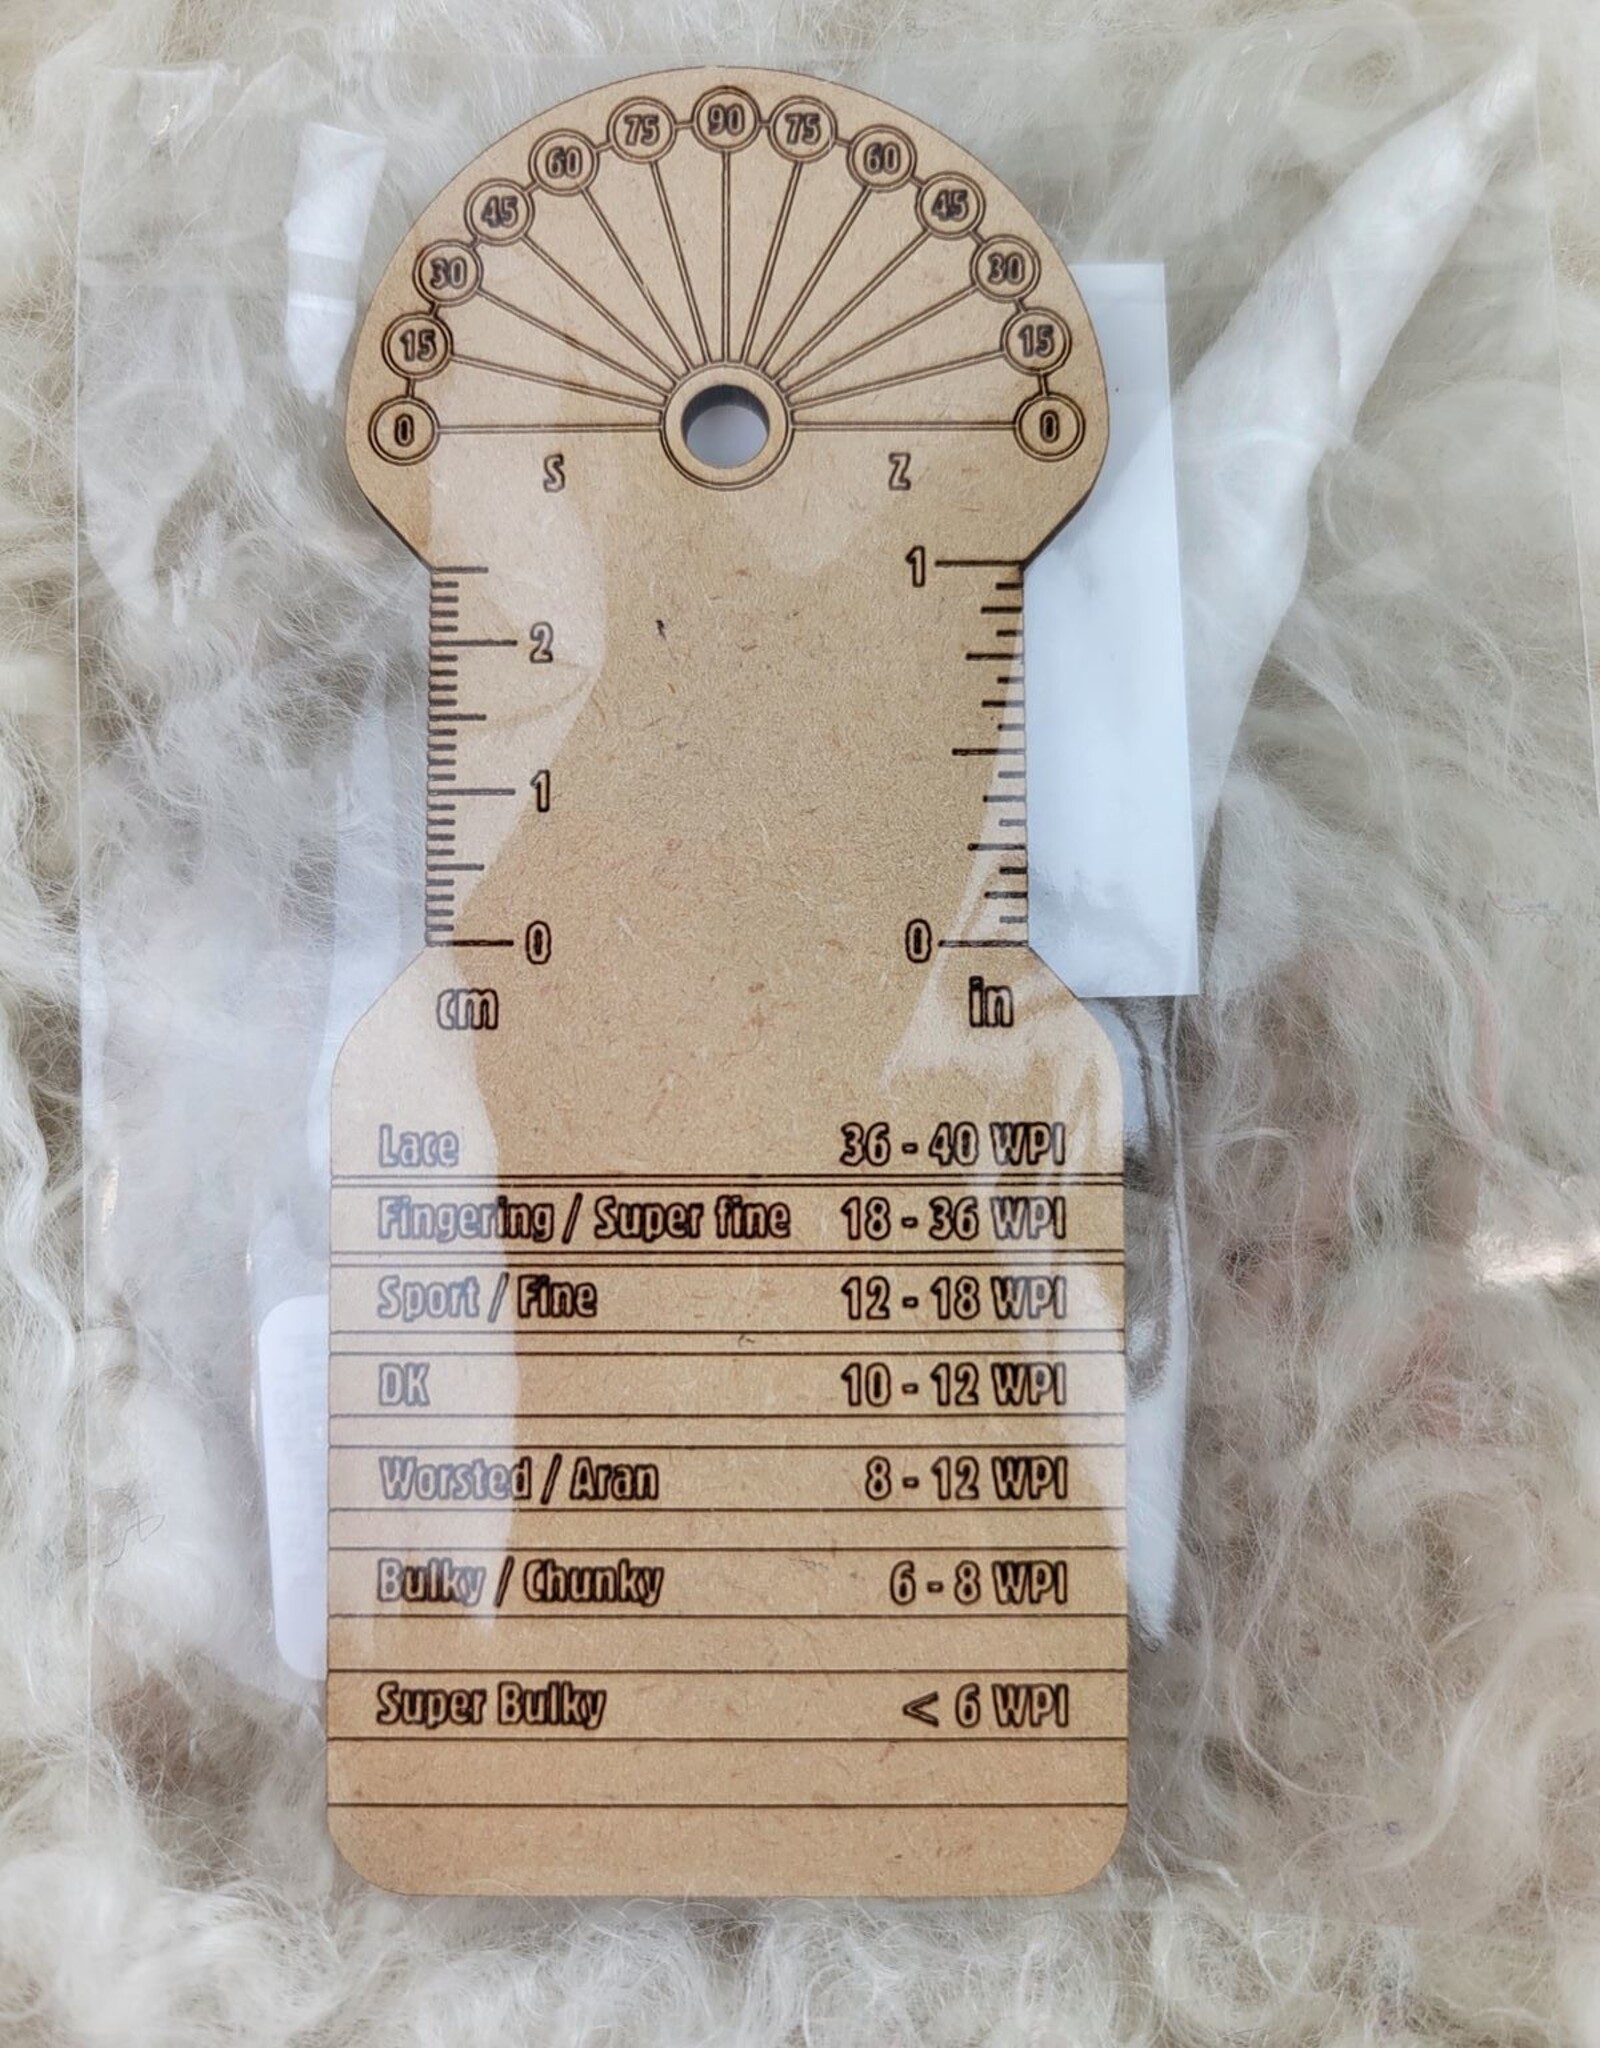 90
75 75
60 60
45 45
30 30
15 15
0 0
S Z
1
2
1
0 0
cm in
Lace 36 - 40 WPI
Fingering / Super fine 18 - 36 WPI
Sport / Fine 12 - 18 WPI
DK 10 - 12 WPI
Worsted / Aran 8 - 12 WPI
Bulky / Chunky 6 - 8 WPI
Super Bulky < 6 WPI